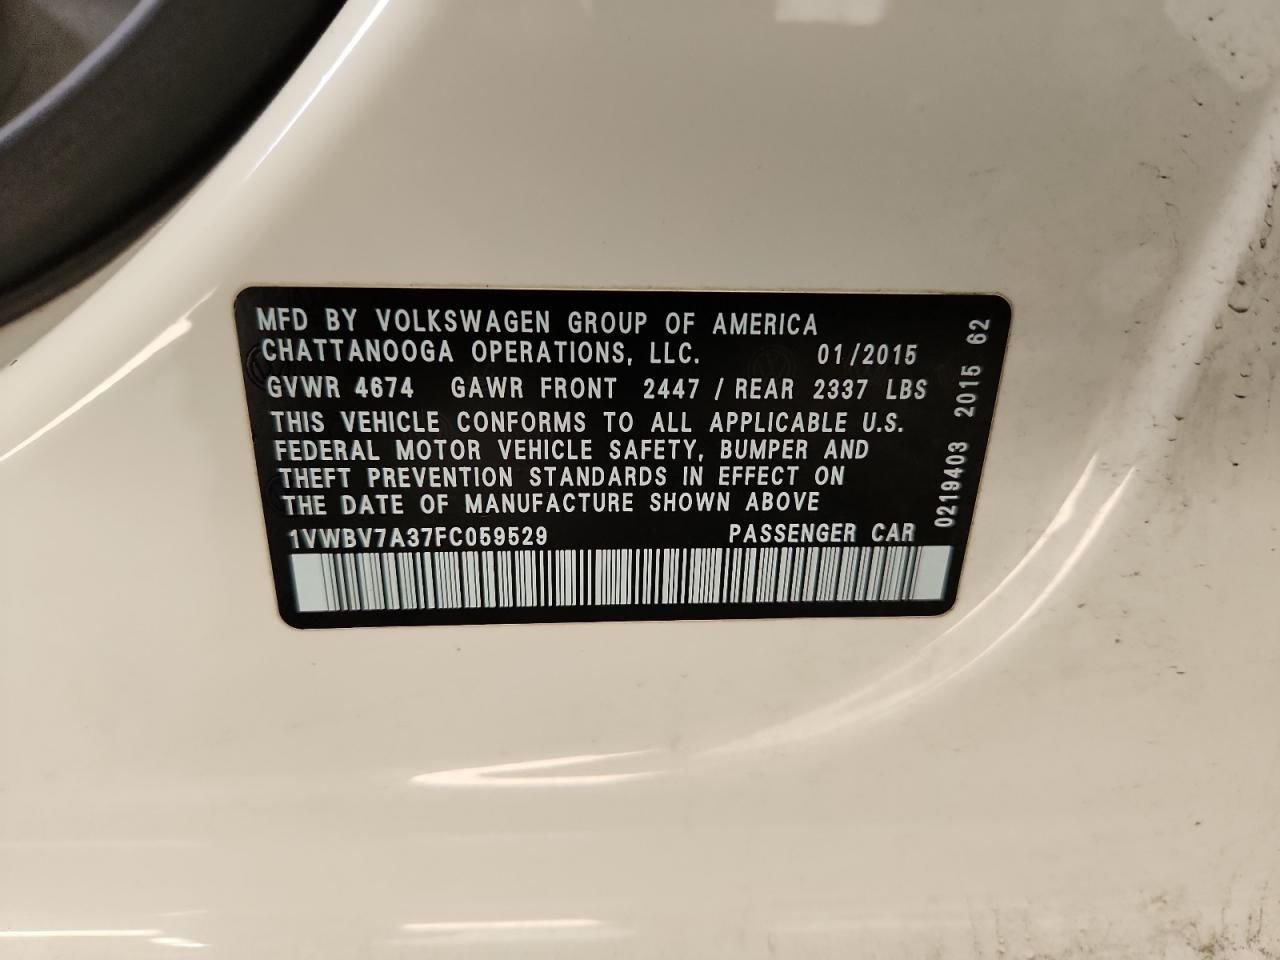 MFD BY VOLKSWAGEN GROUP OF AMERICA
CHATTANOOGA OPERATIONS, LLC. 01/2015
GVWR 4674 GAWR FRONT 2447 / REAR 2337 LBS
THIS VEHICLE CONFORMS TO ALL APPLICABLE U.S.
FEDERAL MOTOR VEHICLE SAFETY, BUMPER AND
THEFT PREVENTION STANDARDS IN EFFECT ON
THE DATE OF MANUFACTURE SHOWN ABOVE
1VWBV7A37FC059529 PASSENGER CAR
0219403 2015 62